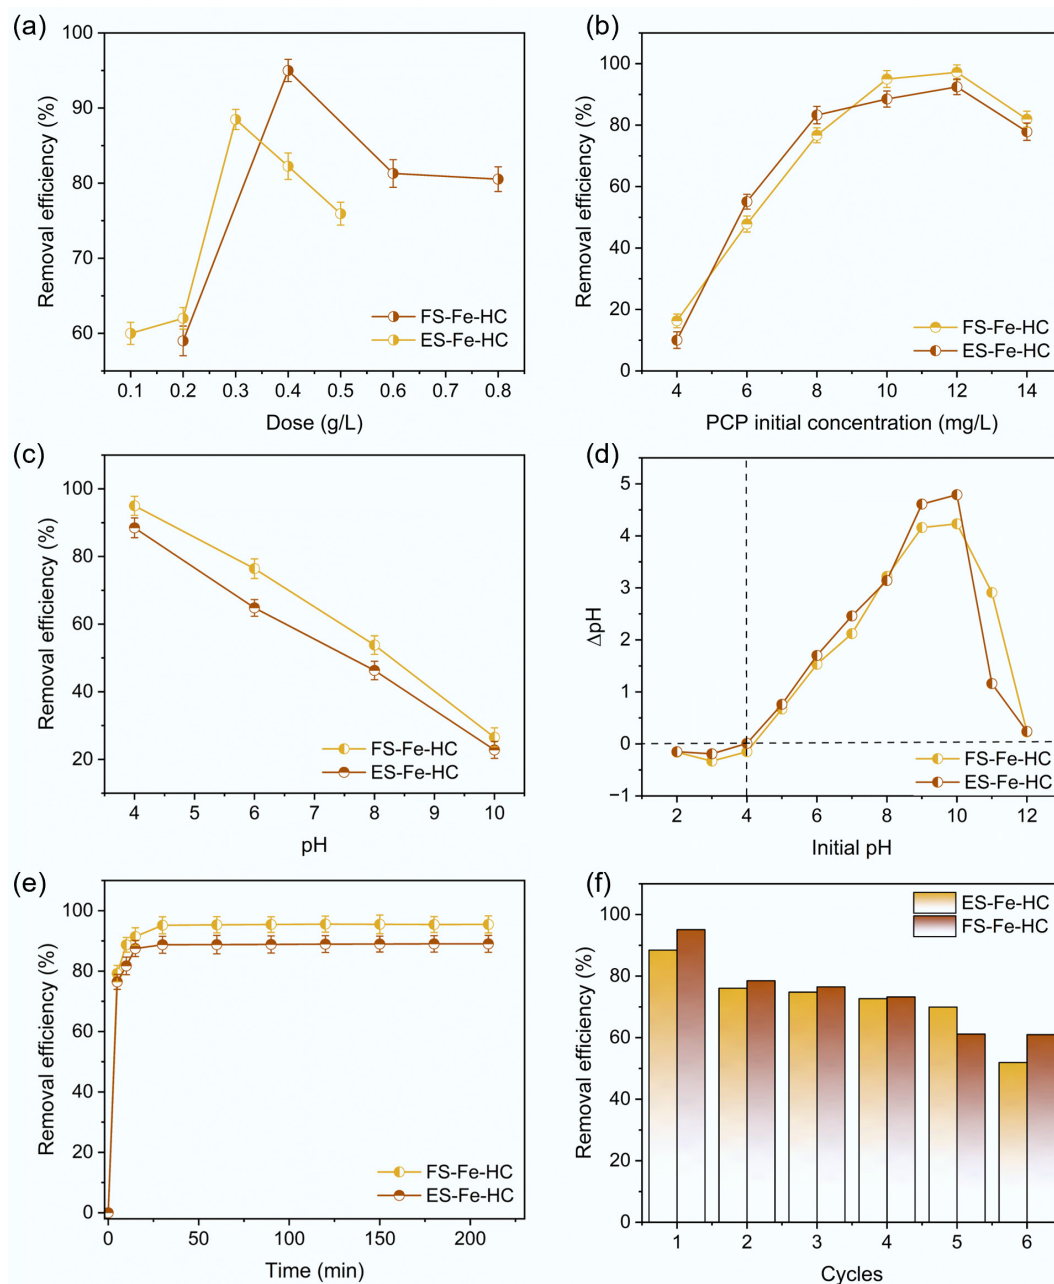 (a)
100
90
80
70
60
Removal efficiency (%)
FS-Fe-HC
ES-Fe-HC
0.1 0.2 0.3 0.4 0.5 0.6 0.7 0.8
Dose (g/L)
(b)
100
80
60
40
20
0
Removal efficiency (%)
FS-Fe-HC
ES-Fe-HC
4 6 8 10 12 14
PCP initial concentration (mg/L)
(c)
100
80
60
40
20
Removal efficiency (%)
FS-Fe-HC
ES-Fe-HC
4 5 6 7 8 9 10
pH
(d)
5
4
3
2
1
0
−1
ΔpH
FS-Fe-HC
ES-Fe-HC
2 4 6 8 10 12
Initial pH
(e)
100
80
60
40
20
0
Removal efficiency (%)
FS-Fe-HC
ES-Fe-HC
0 50 100 150 200
Time (min)
(f)
100
80
60
40
20
0
Removal efficiency (%)
ES-Fe-HC
FS-Fe-HC
1 2 3 4 5 6
Cycles